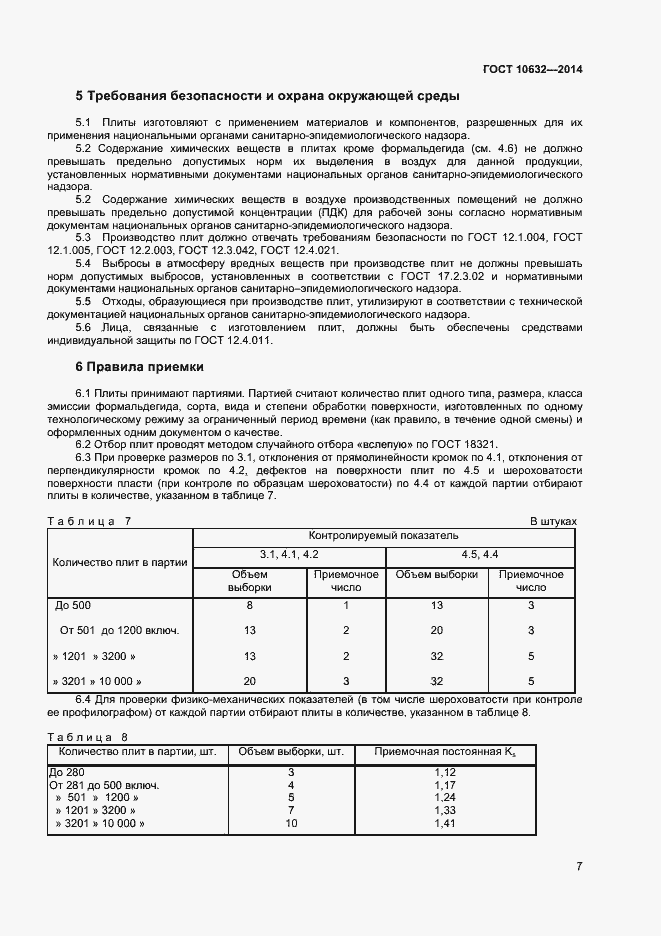 ГОСТ 10632—2014
5 Требования безопасности и охрана окружающей среды
5.1 Плиты изготовляют с применением материалов и компонентов, разрешенных для их
применения национальными органами санитарно-эпидемиологического надзора.
5.2 Содержание химических веществ в плитах кроме формальдегида (см. 4.6) не должно
превышать предельно допустимых норм их выделения в воздух для данной продукции,
установленных нормативными документами национальных органов санитарно-эпидемиологического
надзора.
5.2 Содержание химических веществ в воздухе производственных помещений не должно
превышать предельно допустимой концентрации (ПДК) для рабочей зоны согласно нормативным
документам национальных органов санитарно-эпидемиологического надзора.
5.3 Производство плит должно отвечать требованиям безопасности по ГОСТ 12.1.004, ГОСТ
12.1.005, ГОСТ 12.2.003, ГОСТ 12.3.042, ГОСТ 12.4.021.
5.4 Выбросы в атмосферу вредных веществ при производстве плит не должны превышать
норм допустимых выбросов, установленных в соответствии с ГОСТ 17.2.3.02 и нормативными
документами национальных органов санитарно–эпидемиологического надзора.
5.5 Отходы, образующиеся при производстве плит, утилизируют в соответствии с технической
документацией национальных органов санитарно-эпидемиологического надзора.
5.6 Лица, связанные с изготовлением плит, должны быть обеспечены средствами
индивидуальной защиты по ГОСТ 12.4.011.
6 Правила приемки
6.1 Плиты принимают партиями. Партией считают количество плит одного типа, размера, класса
эмиссии формальдегида, сорта, вида и степени обработки поверхности, изготовленных по одному
технологическому режиму за ограниченный период времени (как правило, в течение одной смены) и
оформленных одним документом о качестве.
6.2 Отбор плит проводят методом случайного отбора «вслепую» по ГОСТ 18321.
6.3 При проверке размеров по 3.1, отклонения от прямолинейности кромок по 4.1, отклонения от
перпендикулярности кромок по 4.2, дефектов на поверхности плит по 4.5 и шероховатости
поверхности пласти (при контроле по образцам шероховатости) по 4.4 от каждой партии отбирают
плиты в количестве, указанном в таблице 7.
Таблица 7 В штуках
Количество плит в партии Контролируемый показатель
3.1, 4.1, 4.2 4.5, 4.4
Объем выборки Приемочное число Объем выборки Приемочное число
До 500 8 1 13 3
От 501 до 1200 включ. 13 2 20 3
» 1201 » 3200 » 13 2 32 5
» 3201 » 10 000 » 20 3 32 5
6.4 Для проверки физико-механических показателей (в том числе шероховатости при контроле
ее профилографом) от каждой партии отбирают плиты в количестве, указанном в таблице 8.
Таблица 8
Количество плит в партии, шт. Объем выборки, шт. Приемочная постоянная Ks
До 280 3 1,12
От 281 до 500 включ. 4 1,17
» 501 » 1200 » 5 1,24
» 1201 » 3200 » 7 1,33
» 3201 » 10 000 » 10 1,41
7